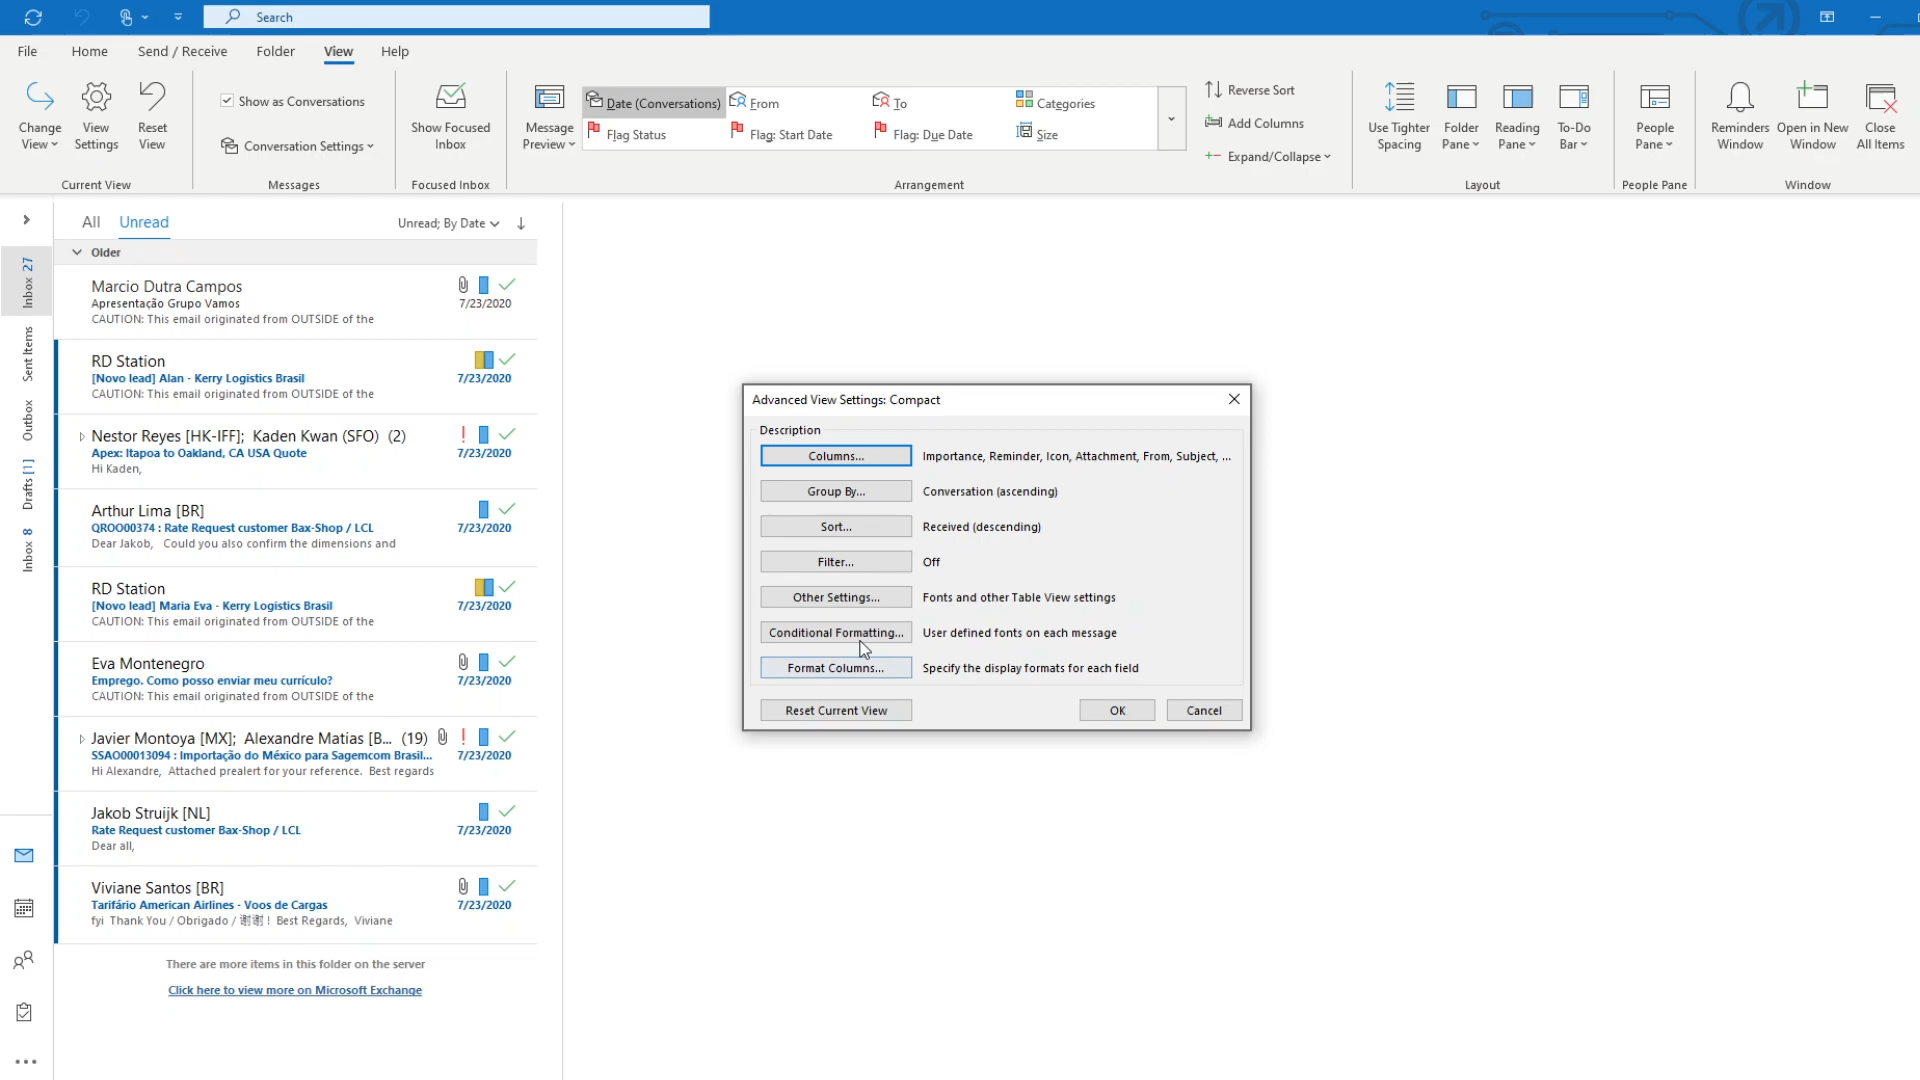 Search
File Home Send / Receive Folder View Help
Change View
View Settings
Reset View
Current View
Show as Conversations
Conversation Settings
Messages
Show Focused Inbox
Focused Inbox
Message Preview
Date (Conversations) From To Categories
Flag Status Flag: Start Date Flag: Due Date Size
Arrangement
Reverse Sort
Add Columns
Expand/Collapse
Use Tighter Spacing
Folder Pane
Reading Pane
To-Do Bar
Layout
People Pane
People Pane
Reminders Window
Open in New Window
Close All Items
Window
Inbox 27
Sent Items
Outbox
Drafts [1]
Inbox 8
All Unread Unread; By Date
Older
Marcio Dutra Campos
Apresentação Grupo Vamos 7/23/2020
CAUTION: This email originated from OUTSIDE of the
RD Station
[Novo lead] Alan - Kerry Logistics Brasil 7/23/2020
CAUTION: This email originated from OUTSIDE of the
Nestor Reyes [HK-IFF]; Kaden Kwan (SFO) (2)
Apex: Itapoa to Oakland, CA USA Quote 7/23/2020
Hi Kaden,
Arthur Lima [BR]
QROO00374 : Rate Request customer Bax-Shop / LCL 7/23/2020
Dear Jakob, Could you also confirm the dimensions and
RD Station
[Novo lead] Maria Eva - Kerry Logistics Brasil 7/23/2020
CAUTION: This email originated from OUTSIDE of the
Eva Montenegro
Emprego. Como posso enviar meu currículo? 7/23/2020
CAUTION: This email originated from OUTSIDE of the
Javier Montoya [MX]; Alexandre Matias [B... (19)
SSAO00013094 : Importação do México para Sagemcom Brasil... 7/23/2020
Hi Alexandre, Attached prealert for your reference. Best regards
Jakob Struijk [NL]
Rate Request customer Bax-Shop / LCL 7/23/2020
Dear all,
Viviane Santos [BR]
Tarifário American Airlines - Voos de Cargas 7/23/2020
fyi Thank You / Obrigado / 谢谢! Best Regards, Viviane
There are more items in this folder on the server
Click here to view more on Microsoft Exchange
Advanced View Settings: Compact
Description
Columns... Importance, Reminder, Icon, Attachment, From, Subject, ...
Group By... Conversation (ascending)
Sort... Received (descending)
Filter... Off
Other Settings... Fonts and other Table View settings
Conditional Formatting... User defined fonts on each message
Format Columns... Specify the display formats for each field
Reset Current View OK Cancel